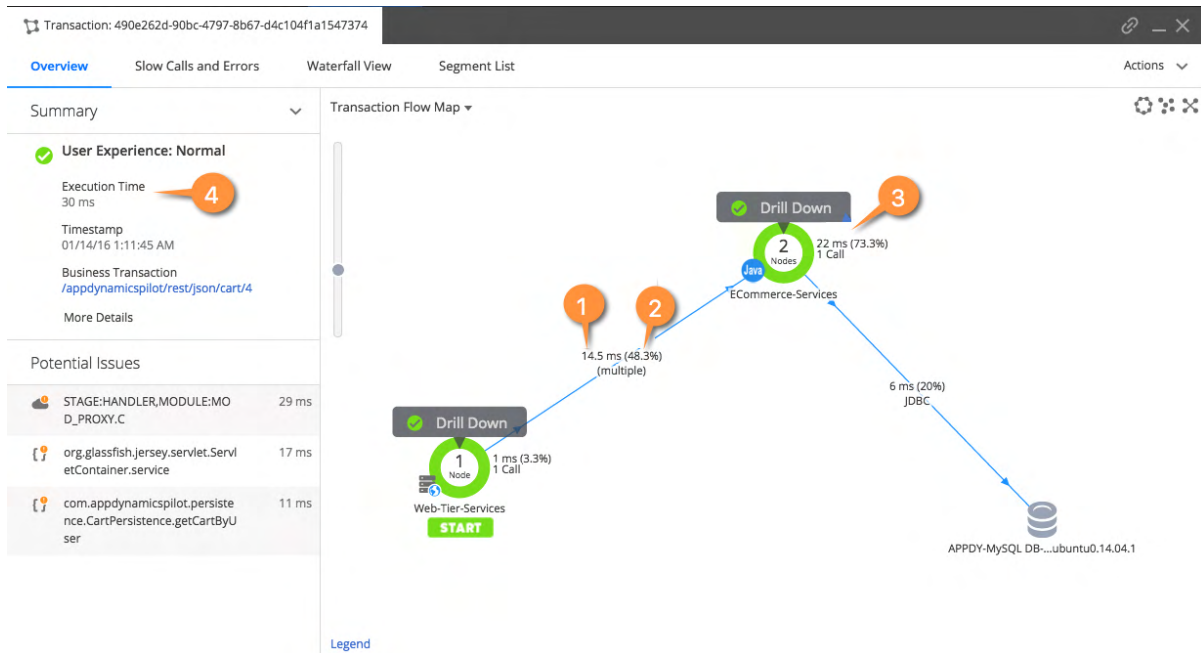 Transaction: 490e262d-90bc-4797-8b67-d4c104f1a1547374
Overview
Slow Calls and Errors
Waterfall View
Segment List
Actions
Summary
User Experience: Normal
Execution Time
30 ms
4
Timestamp
01/14/16 1:11:45 AM
Business Transaction
/appdynamicspilot/rest/json/cart/4
More Details
Potential Issues
STAGE:HANDLER,MODULE:MO
D_PROXY.C
29 ms
org.glassfish.jersey.servlet.Servl
etContainer.service
17 ms
com.appdynamicspilot.persiste
nce.CartPersistence.getCartByU
ser
11 ms
Transaction Flow Map
Drill Down
3
2
Nodes
22 ms (73.3%)
1 Call
Java
ECommerce-Services
1
2
14.5 ms (48.3%)
(multiple)
6 ms (20%)
JDBC
Drill Down
1
Node
1 ms (3.3%)
1 Call
Web-Tier-Services
START
APPDY-MySQL DB-...ubuntu0.14.04.1
Legend